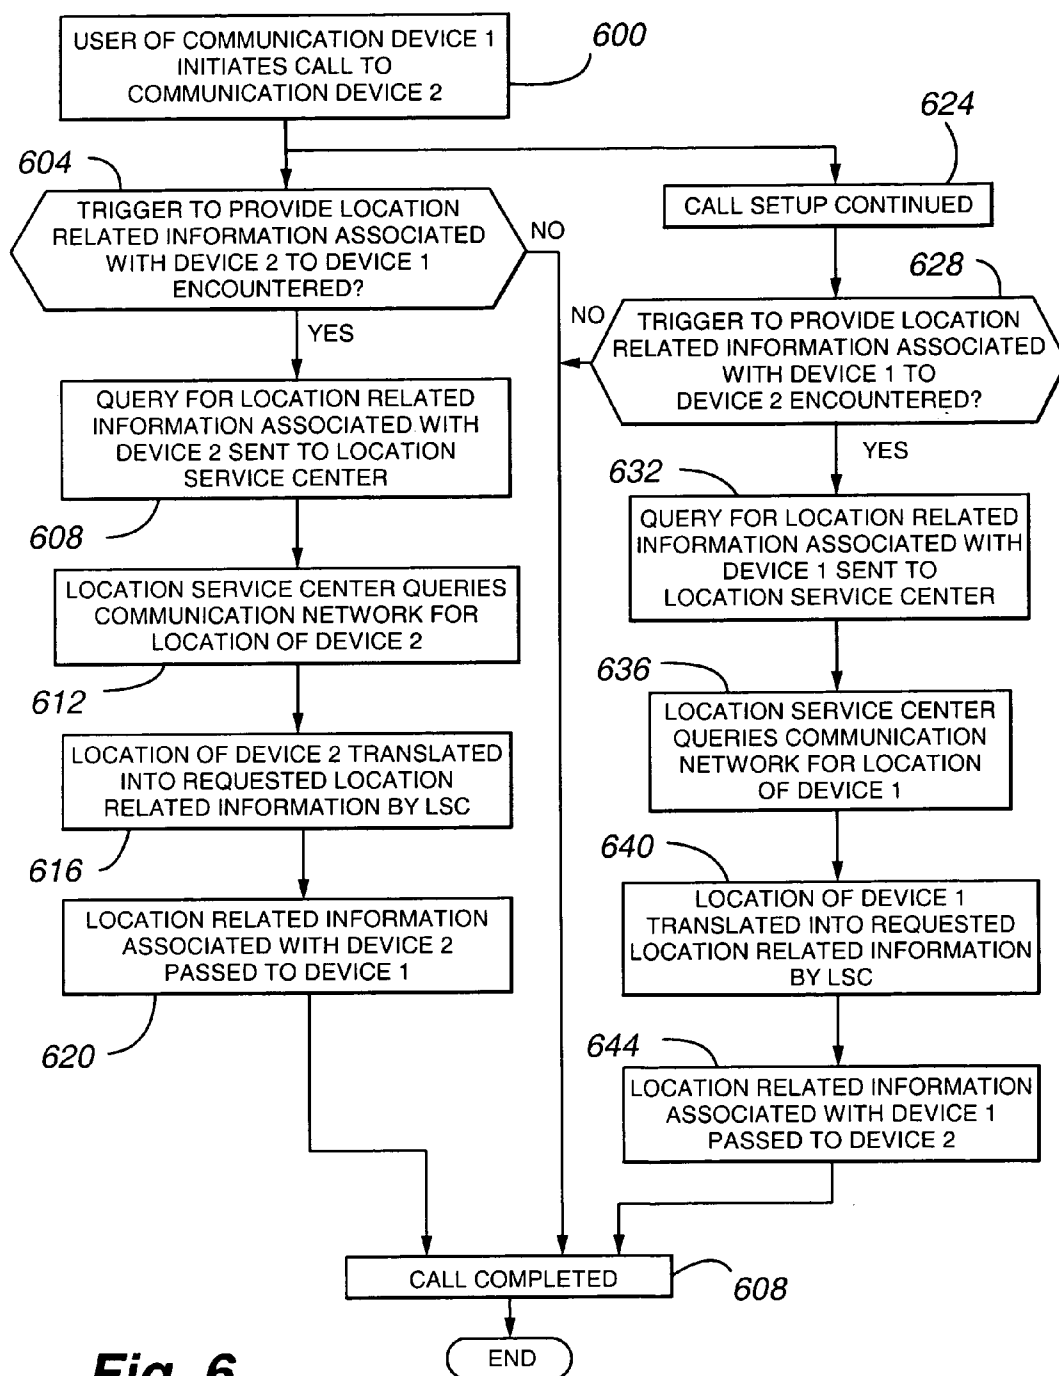 USER OF COMMUNICATION DEVICE 1
INITIATES CALL TO
COMMUNICATION DEVICE 2
600
604
TRIGGER TO PROVIDE LOCATION
RELATED INFORMATION ASSOCIATED
WITH DEVICE 2 TO DEVICE 1
ENCOUNTERED?
NO
YES
QUERY FOR LOCATION RELATED
INFORMATION ASSOCIATED WITH
DEVICE 2 SENT TO LOCATION
SERVICE CENTER
608
LOCATION SERVICE CENTER QUERIES
COMMUNICATION NETWORK FOR
LOCATION OF DEVICE 2
612
LOCATION OF DEVICE 2 TRANSLATED
INTO REQUESTED LOCATION
RELATED INFORMATION BY LSC
616
LOCATION RELATED INFORMATION
ASSOCIATED WITH DEVICE 2
PASSED TO DEVICE 1
620
624
CALL SETUP CONTINUED
628
NO
TRIGGER TO PROVIDE LOCATION
RELATED INFORMATION ASSOCIATED
WITH DEVICE 1 TO
DEVICE 2 ENCOUNTERED?
YES
632
QUERY FOR LOCATION RELATED
INFORMATION ASSOCIATED WITH
DEVICE 1 SENT TO
LOCATION SERVICE CENTER
636
LOCATION SERVICE CENTER
QUERIES COMMUNICATION
NETWORK FOR LOCATION
OF DEVICE 1
640
LOCATION OF DEVICE 1
TRANSLATED INTO REQUESTED
LOCATION RELATED INFORMATION
BY LSC
644
LOCATION RELATED INFORMATION
ASSOCIATED WITH DEVICE 1
PASSED TO DEVICE 2
CALL COMPLETED
608
END
Fig. 6